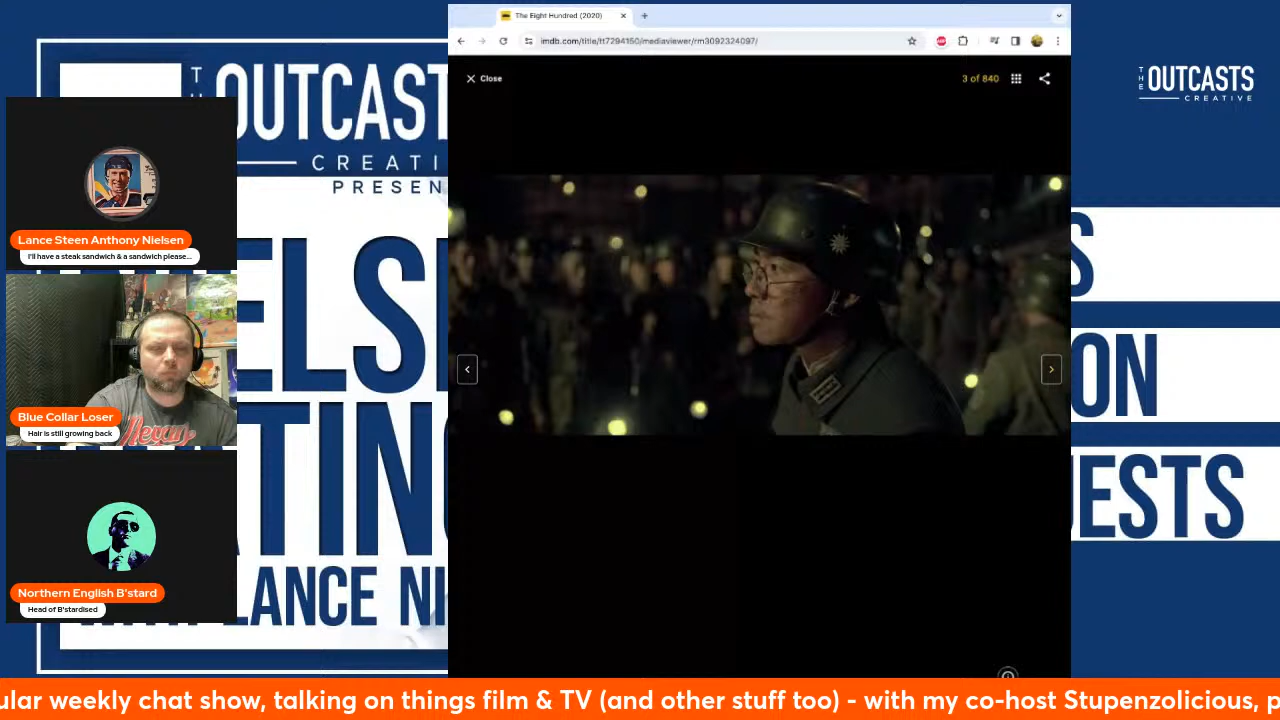 The Eight Hundred (2020)
imdb.com/title/tt7294150/mediaviewer/rm3092324097/
Close
3 of 840
THE OUTCASTS
CREATIVE
THE
OUTCAST
CREATI
PRESEN
ELS
TIN
LANCE NI
S
ON
ESTS
Lance Steen Anthony Nielsen
I'll have a steak sandwich & a sandwich please...
Blue Collar Loser
Hair is still growing back
Northern English B'stard
Head of B'stardised
ular weekly chat show, talking on things film & TV (and other stuff too) - with my co-host Stupenzolicious, p